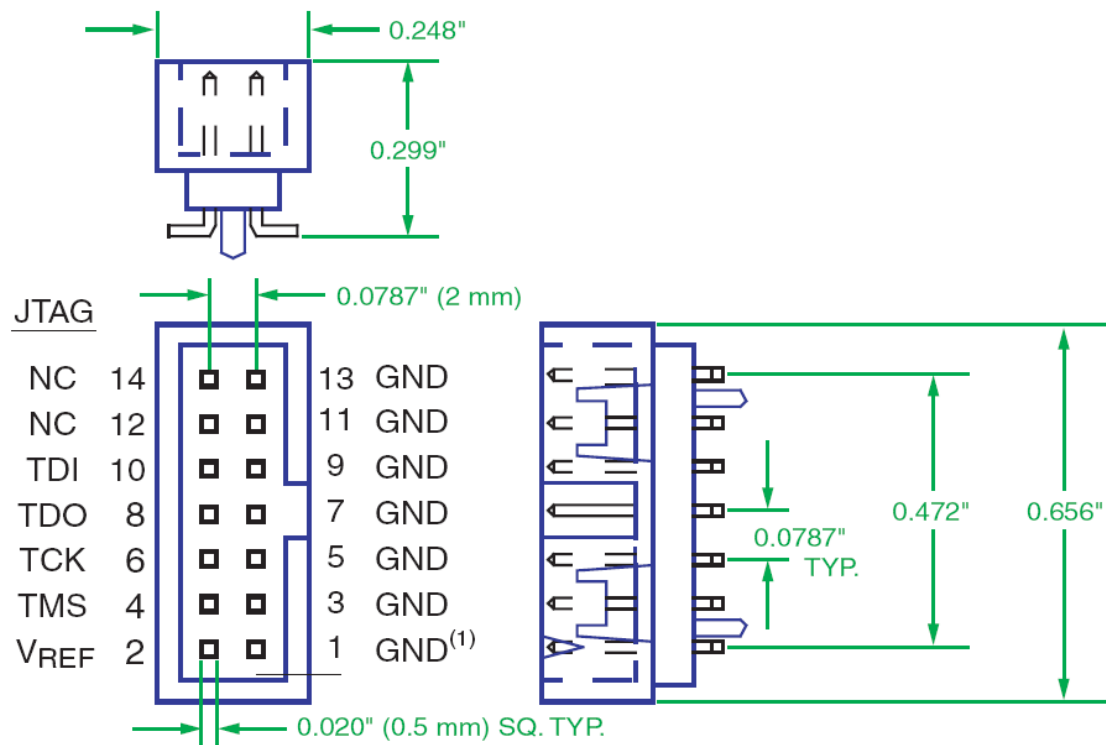 0.248"
0.299"
0.0787" (2 mm)
JTAG
NC 14 13 GND
NC 12 11 GND
TDI 10 9 GND
TDO 8 7 GND
TCK 6 5 GND
TMS 4 3 GND
VREF 2 1 GND(1)
0.020" (0.5 mm) SQ. TYP.
0.0787"
TYP.
0.472"
0.656"